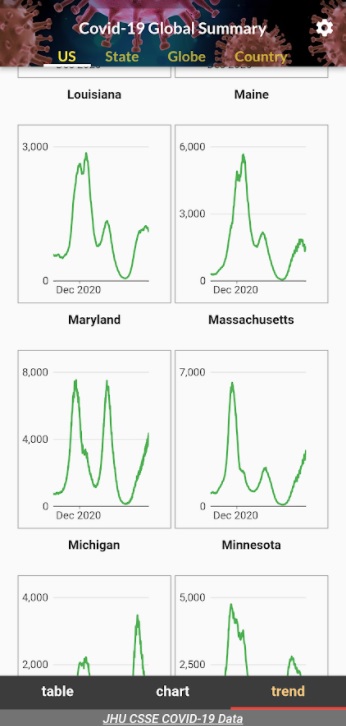 Covid-19 Global Summary
US State Globe Country
Louisiana Maine
3,000 6,000
3,000
0 0
Dec 2020 Dec 2020
Maryland Massachusetts
8,000 7,000
4,000
0 0
Dec 2020 Dec 2020
Michigan Minnesota
4,000 5,000
2,000 2,500
table chart trend
JHU CSSE COVID-19 Data